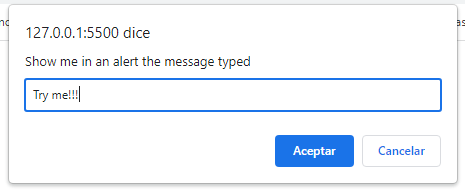 127.0.0.1:5500 dice
Show me in an alert the message typed
Try me!!!
Aceptar
Cancelar